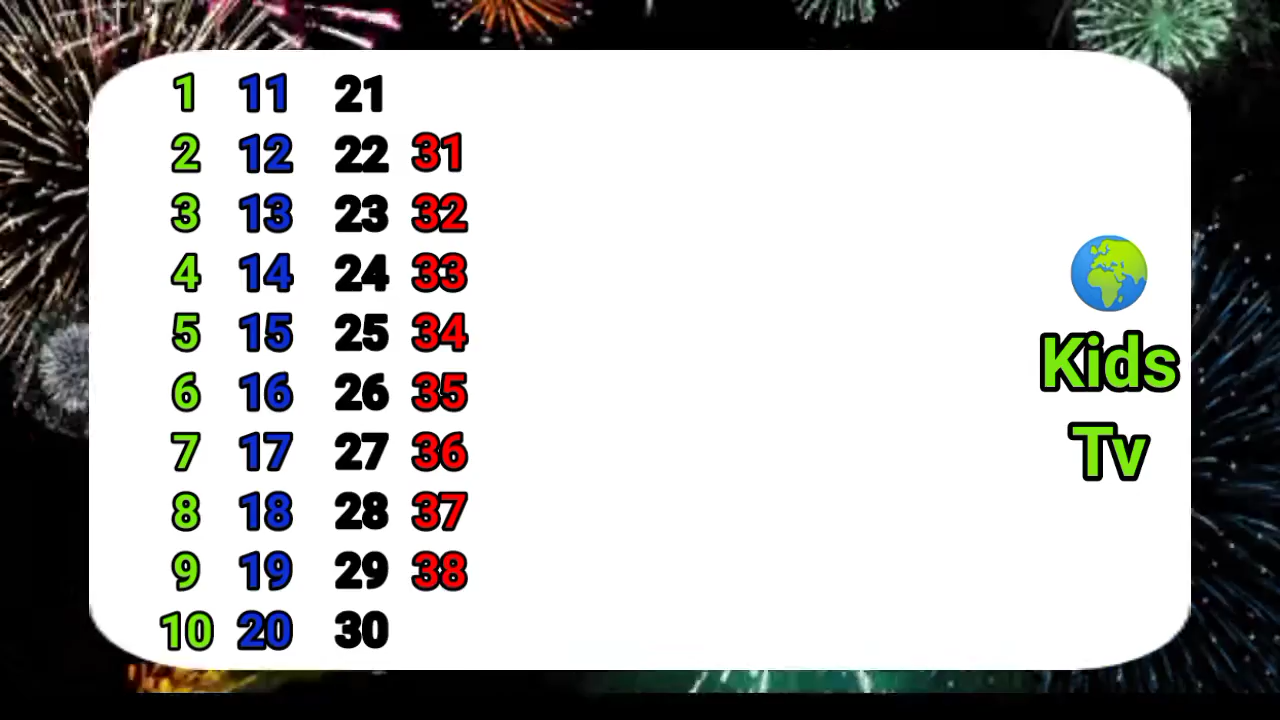 1 11 21
2 12 22 31
3 13 23 32
4 14 24 33
5 15 25 34
6 16 26 35
7 17 27 36
8 18 28 37
9 19 29 38
10 20 30
Kids
Tv